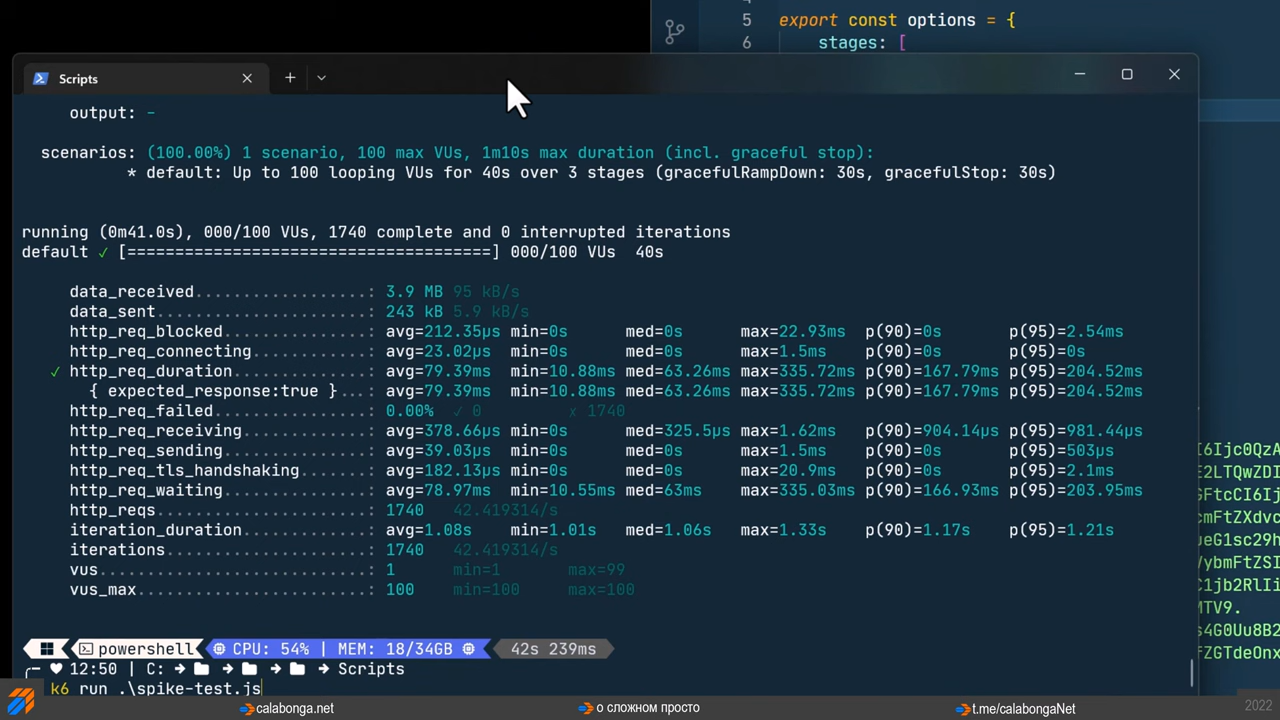 5 export const options = {
6 stages: [
Scripts
output: -
scenarios: (100.00%) 1 scenario, 100 max VUs, 1m10s max duration (incl. graceful stop):
* default: Up to 100 looping VUs for 40s over 3 stages (gracefulRampDown: 30s, gracefulStop: 30s)
running (0m41.0s), 000/100 VUs, 1740 complete and 0 interrupted iterations
default ✓ [======================================] 000/100 VUs 40s
data_received..................: 3.9 MB 95 kB/s
data_sent......................: 243 kB 5.9 kB/s
http_req_blocked...............: avg=212.35µs min=0s med=0s max=22.93ms p(90)=0s p(95)=2.54ms
http_req_connecting............: avg=23.02µs min=0s med=0s max=1.5ms p(90)=0s p(95)=0s
✓ http_req_duration..............: avg=79.39ms min=10.88ms med=63.26ms max=335.72ms p(90)=167.79ms p(95)=204.52ms
{ expected_response:true }...: avg=79.39ms min=10.88ms med=63.26ms max=335.72ms p(90)=167.79ms p(95)=204.52ms
http_req_failed................: 0.00% ✓ 0 x 1740
http_req_receiving.............: avg=378.66µs min=0s med=325.5µs max=1.62ms p(90)=904.14µs p(95)=981.44µs
http_req_sending...............: avg=39.03µs min=0s med=0s max=1.5ms p(90)=0s p(95)=503µs
http_req_tls_handshaking.......: avg=182.13µs min=0s med=0s max=20.9ms p(90)=0s p(95)=2.1ms
http_req_waiting...............: avg=78.97ms min=10.55ms med=63ms max=335.03ms p(90)=166.93ms p(95)=203.95ms
http_reqs......................: 1740 42.419314/s
iteration_duration.............: avg=1.08s min=1.01s med=1.06s max=1.33s p(90)=1.17s p(95)=1.21s
iterations.....................: 1740 42.419314/s
vus............................: 1 min=1 max=99
vus_max........................: 100 min=100 max=100
powershell CPU: 54% | MEM: 18/34GB 42s 239ms
12:50 | C: → → → → Scripts
k6 run .\spike-test.js
calabonga.net о сложном просто t.me/calabongaNet 2022